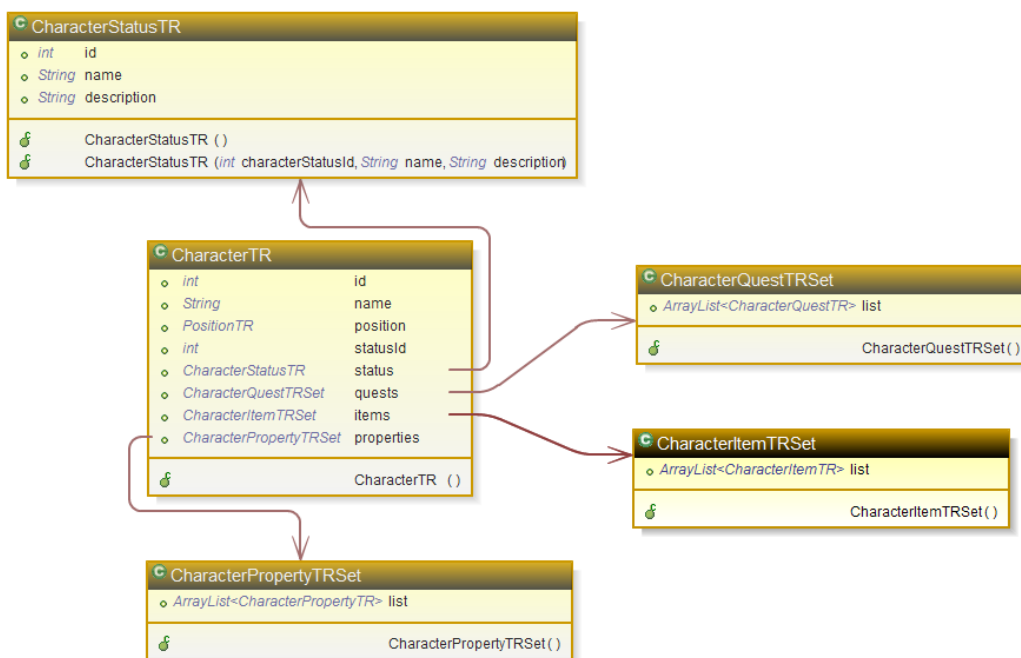 CharacterStatusTR
int id
String name
String description
CharacterStatusTR ()
CharacterStatusTR (int characterStatusId, String name, String description)
CharacterTR
int id
String name
PositionTR position
int statusId
CharacterStatusTR status
CharacterQuestTRSet quests
CharacterItemTRSet items
CharacterPropertyTRSet properties
CharacterTR ()
CharacterQuestTRSet
ArrayList<CharacterQuestTR> list
CharacterQuestTRSet()
CharacterItemTRSet
ArrayList<CharacterItemTR> list
CharacterItemTRSet()
CharacterPropertyTRSet
ArrayList<CharacterPropertyTR> list
CharacterPropertyTRSet()